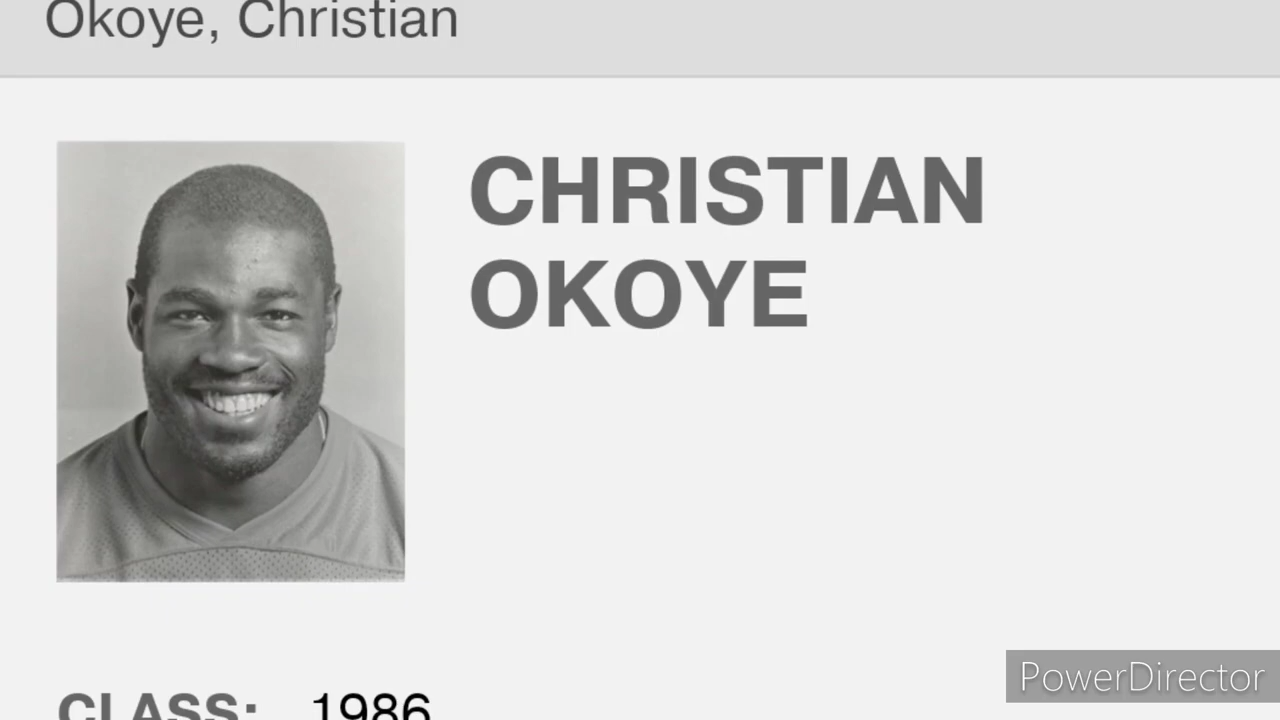 Okoye, Christian
CHRISTIAN
OKOYE
CLASS: 1986
PowerDirector